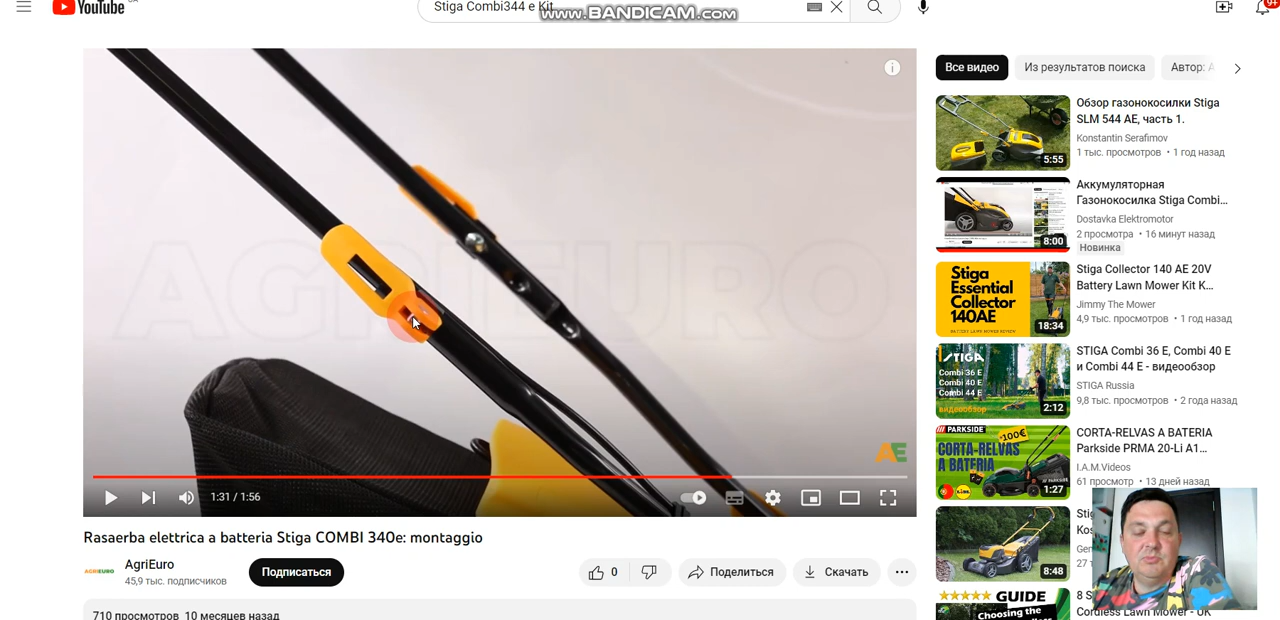 YouTube
Stiga Combi344 e Kit
www.BANDICAM.com
9+
AGRIEURO
AE
1:31 / 1:56
Rasaerba elettrica a batteria Stiga COMBI 340e: montaggio
AGRIEURO
AgriEuro
45,9 тыс. подписчиков
Подписаться
0
Поделиться
Скачать
710 просмотров 10 месяцев назад
Все видео
Из результатов поиска
Автор: A
5:55
Обзор газонокосилки Stiga
SLM 544 AE, часть 1.
Konstantin Serafimov
1 тыс. просмотров • 1 год назад
8:00
Аккумуляторная
Газонокосилка Stiga Combi...
Dostavka Elektromotor
2 просмотра • 16 минут назад
Новинка
Stiga
Essential
Collector
140AE
18:34
Stiga Collector 140 AE 20V
Battery Lawn Mower Kit K...
Jimmy The Mower
4,9 тыс. просмотров • 1 год назад
STIGA
Combi 36 E,
Combi 40 E
и Combi 44 E
видеообзор
2:12
STIGA Combi 36 E, Combi 40 E
и Combi 44 E - видеообзор
STIGA Russia
9,8 тыс. просмотров • 2 года назад
PARKSIDE
-100€
CORTA-RELVAS
A BATERIA
1:27
CORTA-RELVAS A BATERIA
Parkside PRMA 20-Li A1...
I.A.M.Videos
61 просмотр • 13 дней назад
8:48
GUIDE
Choosing the
Cordless Lawn Mower - UK